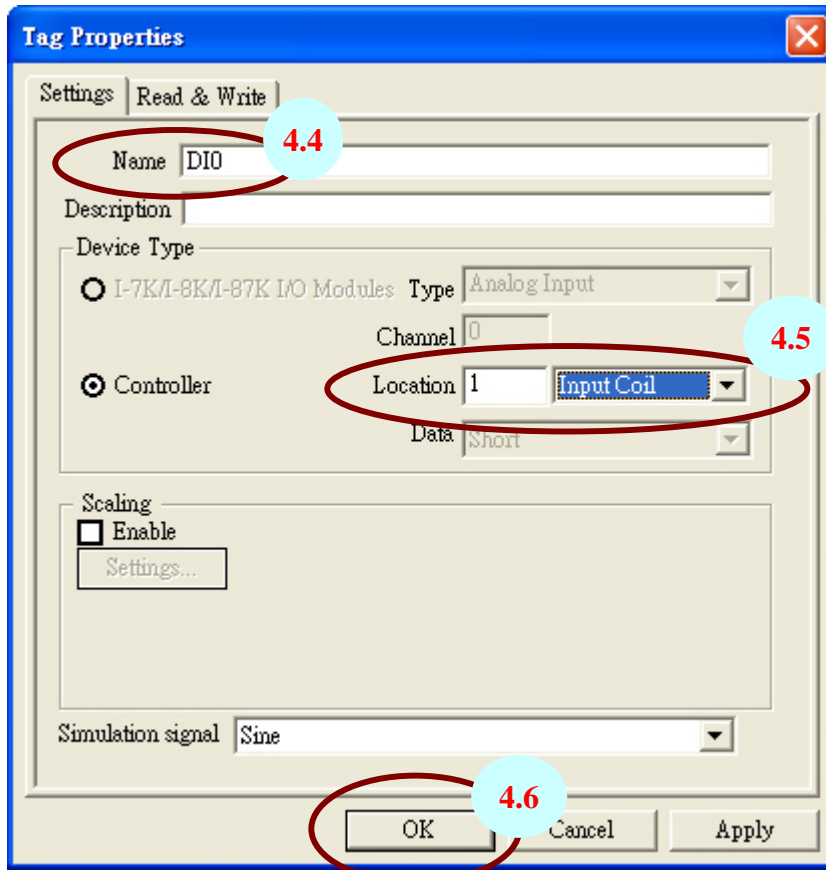 Tag Properties
Settings Read & Write
4.4
Name DI0
Description
Device Type
I-7K/I-8K/I-87K I/O Modules Type Analog Input
Channel 0
4.5
Controller Location 1 Input Coil
Data Short
Scaling
Enable
Settings...
Simulation signal Sine
4.6
OK Cancel Apply